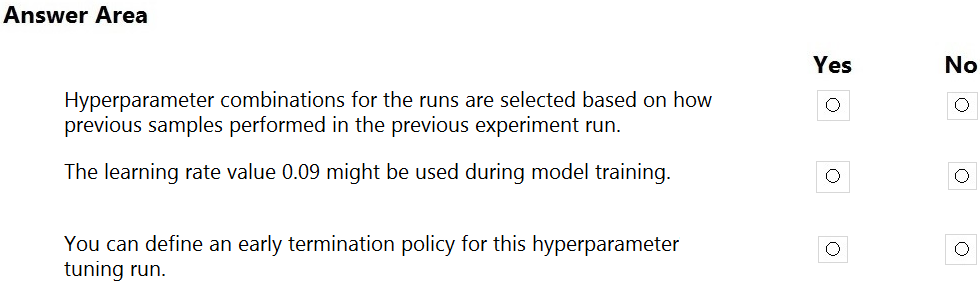 Answer Area
Yes No
Hyperparameter combinations for the runs are selected based on how
previous samples performed in the previous experiment run.
The learning rate value 0.09 might be used during model training.
You can define an early termination policy for this hyperparameter
tuning run.